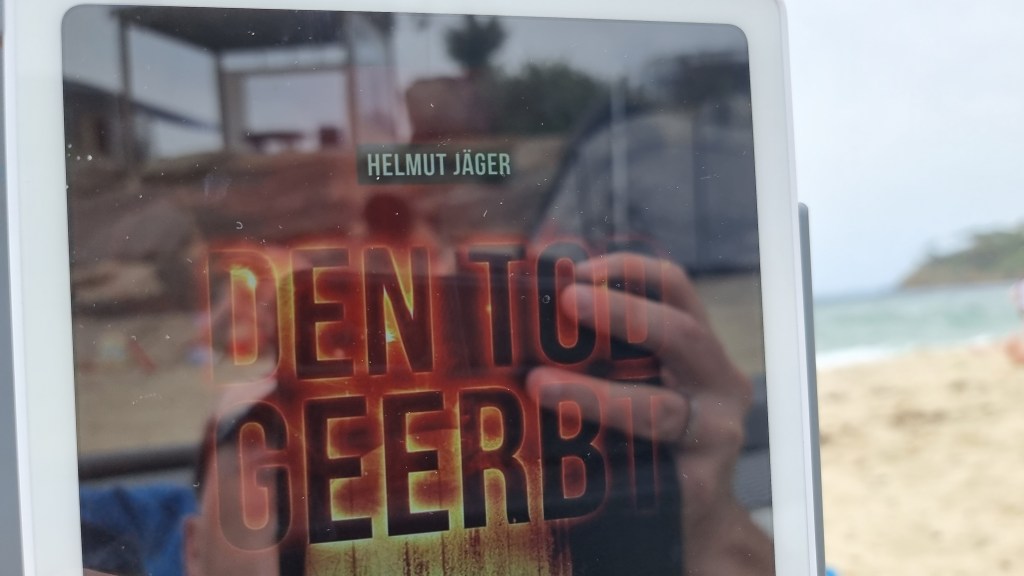 HELMUT JÄGER
DEN TOD
GEERBT